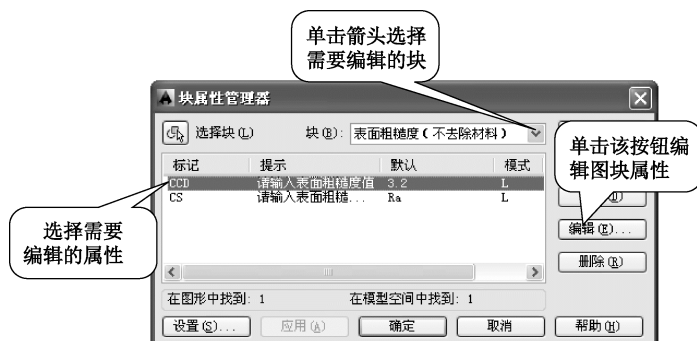 单击箭头选择
需要编辑的块
块属性管理器
选择块(L)
块(B): 表面粗糙度(不去除材料)
单击该按钮编
辑图块属性
标记 提示 默认 模式
CCD 请输入表面粗糙度值 3.2 L
CS 请输入表面粗糙... Ra L
选择需要
编辑的属性
编辑(E)...
删除(R)
在图形中找到: 1 在模型空间中找到: 1
设置(S)... 应用(A) 确定 取消 帮助(H)